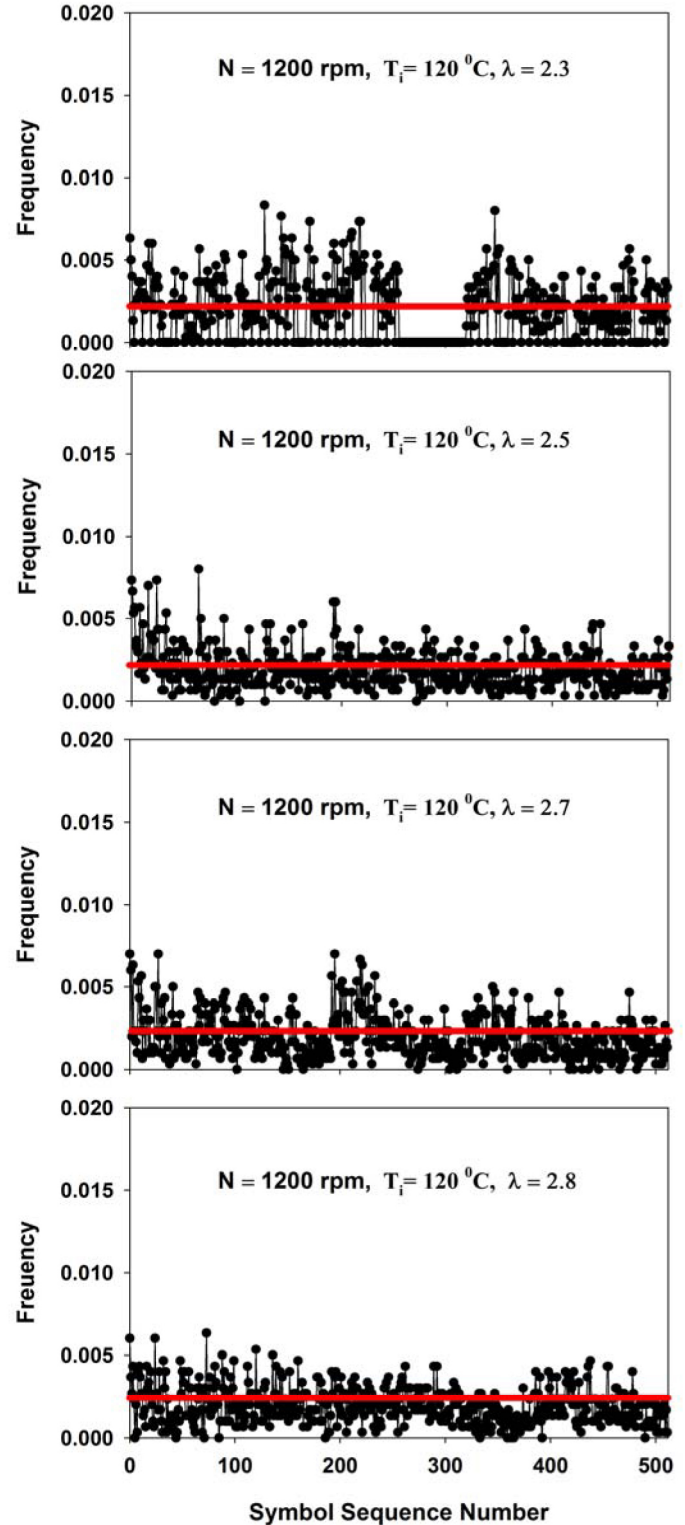 0.020
N = 1200 rpm, Tᵢ= 120 ⁰C, λ = 2.3
0.015
Frequency
0.010
0.005
0.000
0.020
N = 1200 rpm, Tᵢ= 120 ⁰C, λ = 2.5
0.015
Frequency
0.010
0.005
0.000
0.020
N = 1200 rpm, Tᵢ= 120 ⁰C, λ = 2.7
0.015
Frequency
0.010
0.005
0.000
0.020
N = 1200 rpm, Tᵢ= 120 ⁰C, λ = 2.8
0.015
Freuency
0.010
0.005
0.000
0 100 200 300 400 500
Symbol Sequence Number